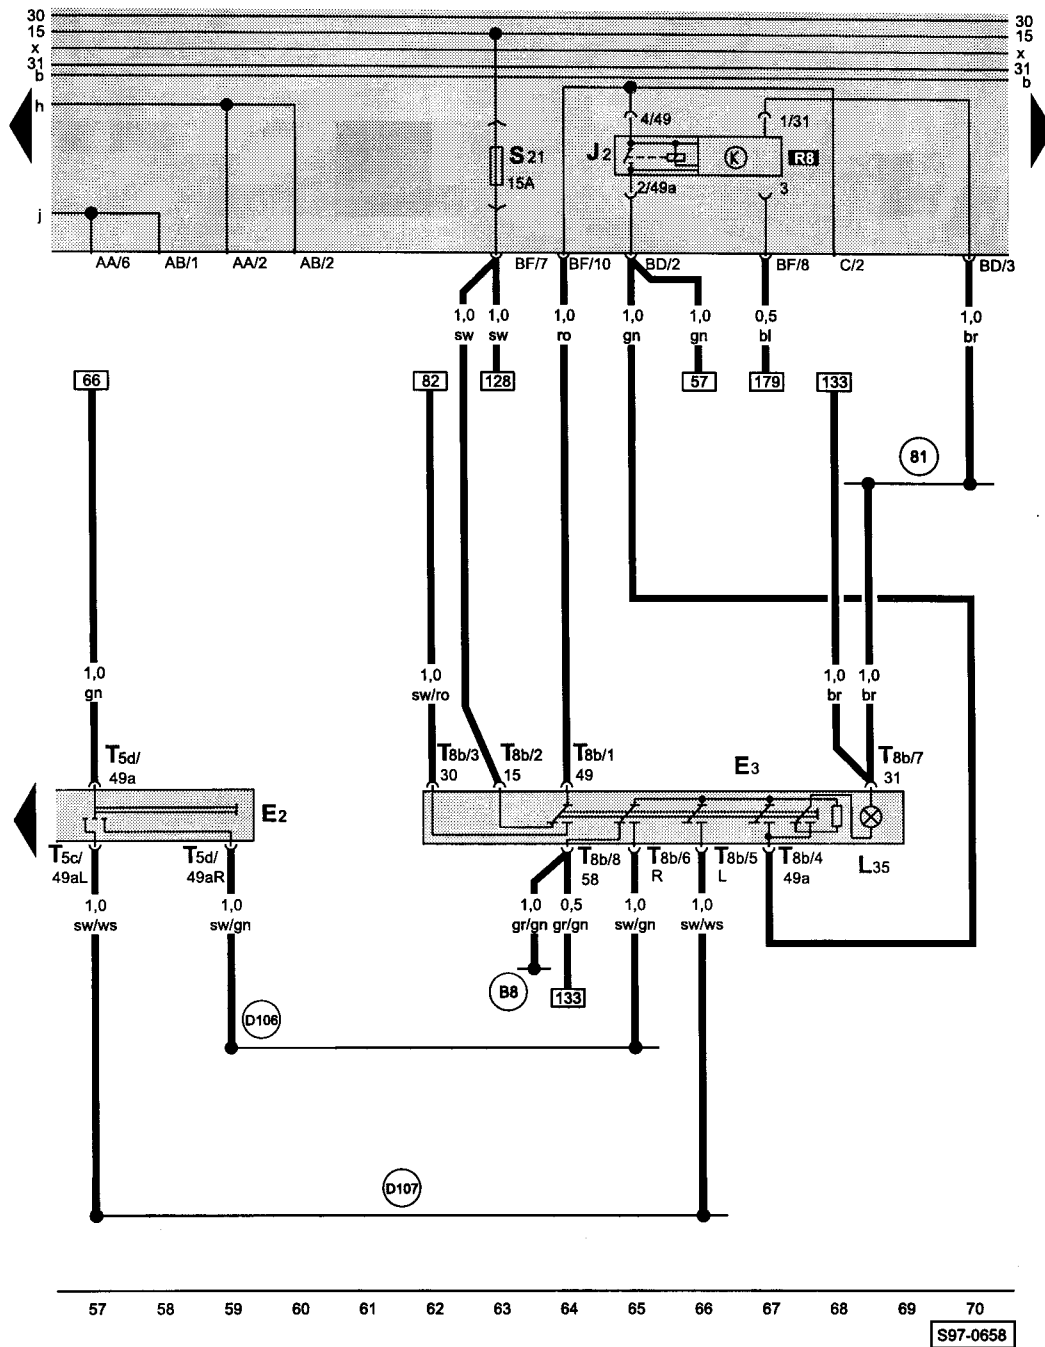 30
15
x
31
b
h
j
30
15
x
31
b
4/49
1/31
S21
15A
J2
K
R8
2/49a
3
AA/6
AB/1
AA/2
AB/2
BF/7
BF/10
BD/2
BF/8
C/2
BD/3
1,0
sw
1,0
sw
1,0
ro
1,0
gn
1,0
gn
0,5
bl
1,0
br
66
82
128
57
179
133
81
1,0
gn
1,0
sw/ro
1,0
br
1,0
br
T5d/
49a
T8b/3
30
T8b/2
15
T8b/1
49
E3
T8b/7
31
E2
T5c/
49aL
T5d/
49aR
T8b/8
58
T8b/6
R
T8b/5
L
T8b/4
49a
L35
1,0
sw/ws
1,0
sw/gn
1,0
gr/gn
0,5
gr/gn
1,0
sw/gn
1,0
sw/ws
B8
133
D106
D107
57 58 59 60 61 62 63 64 65 66 67 68 69 70
S97-0658